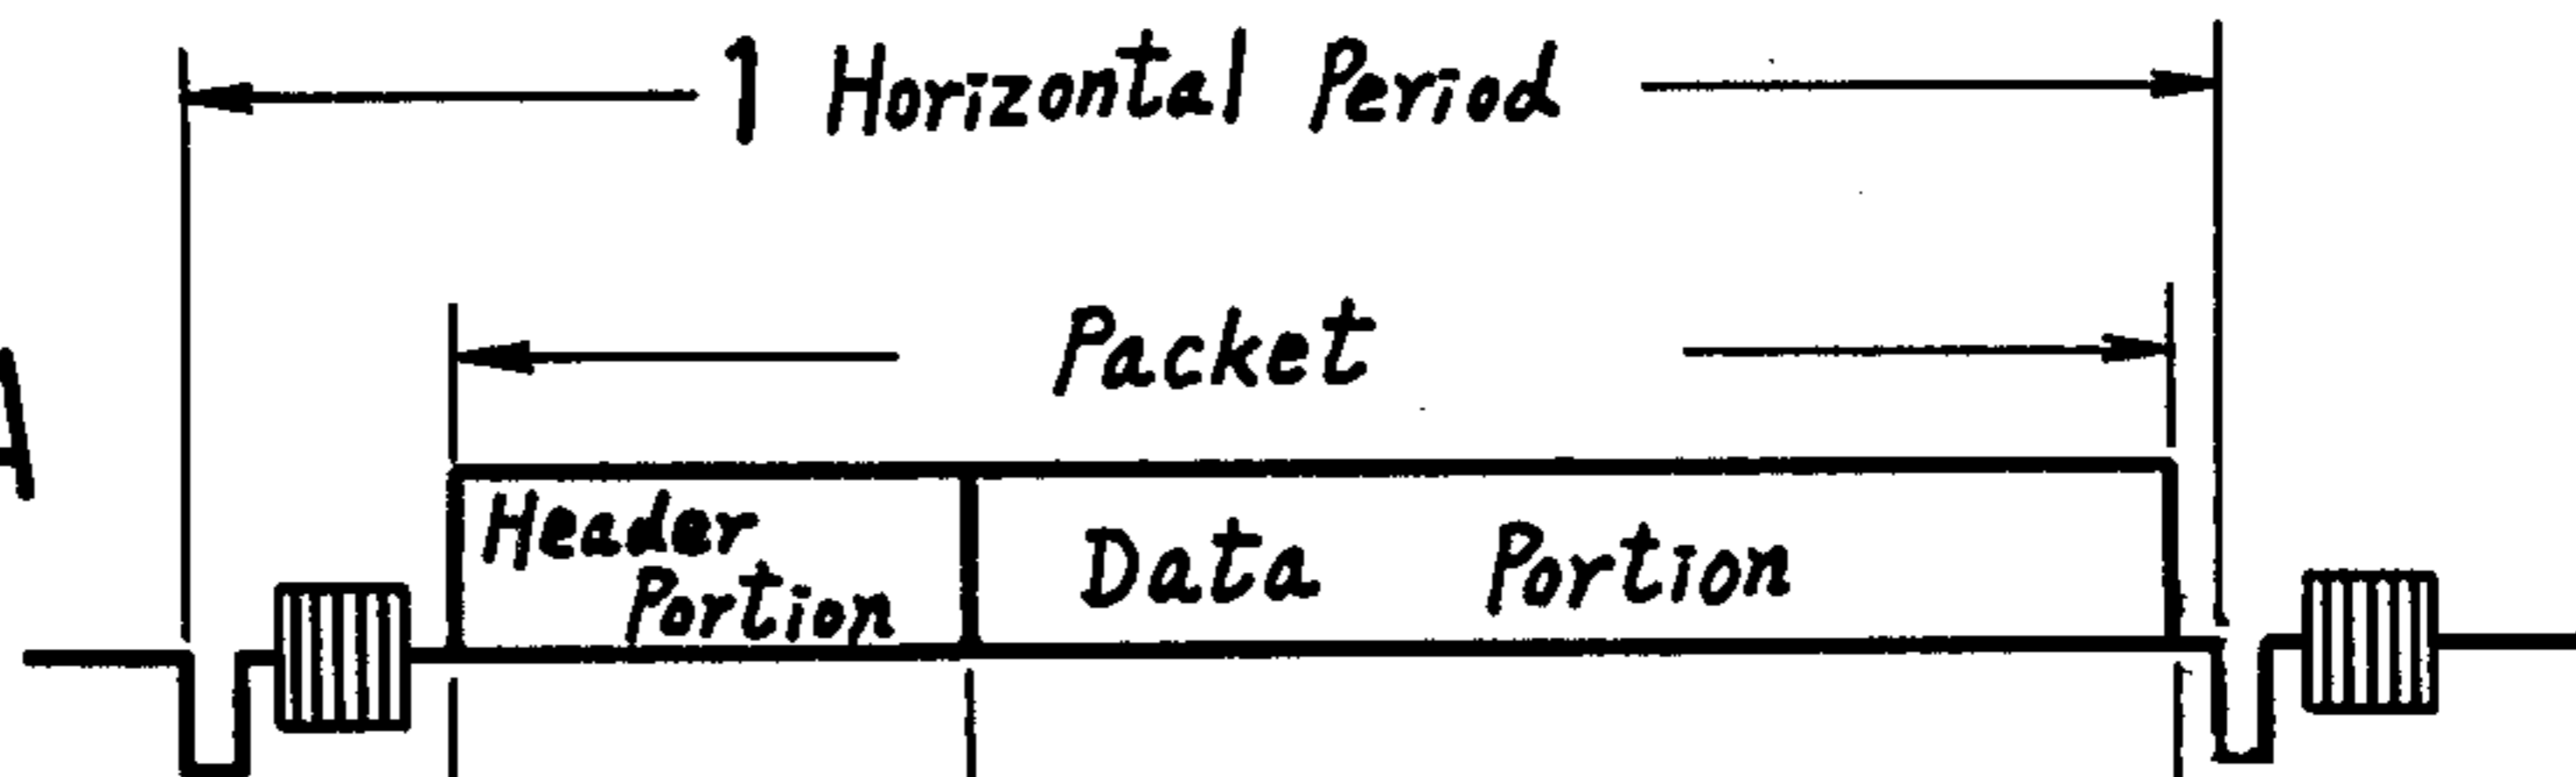 1 Horizontal Period
Packet
A
Header
Portion
Data Portion